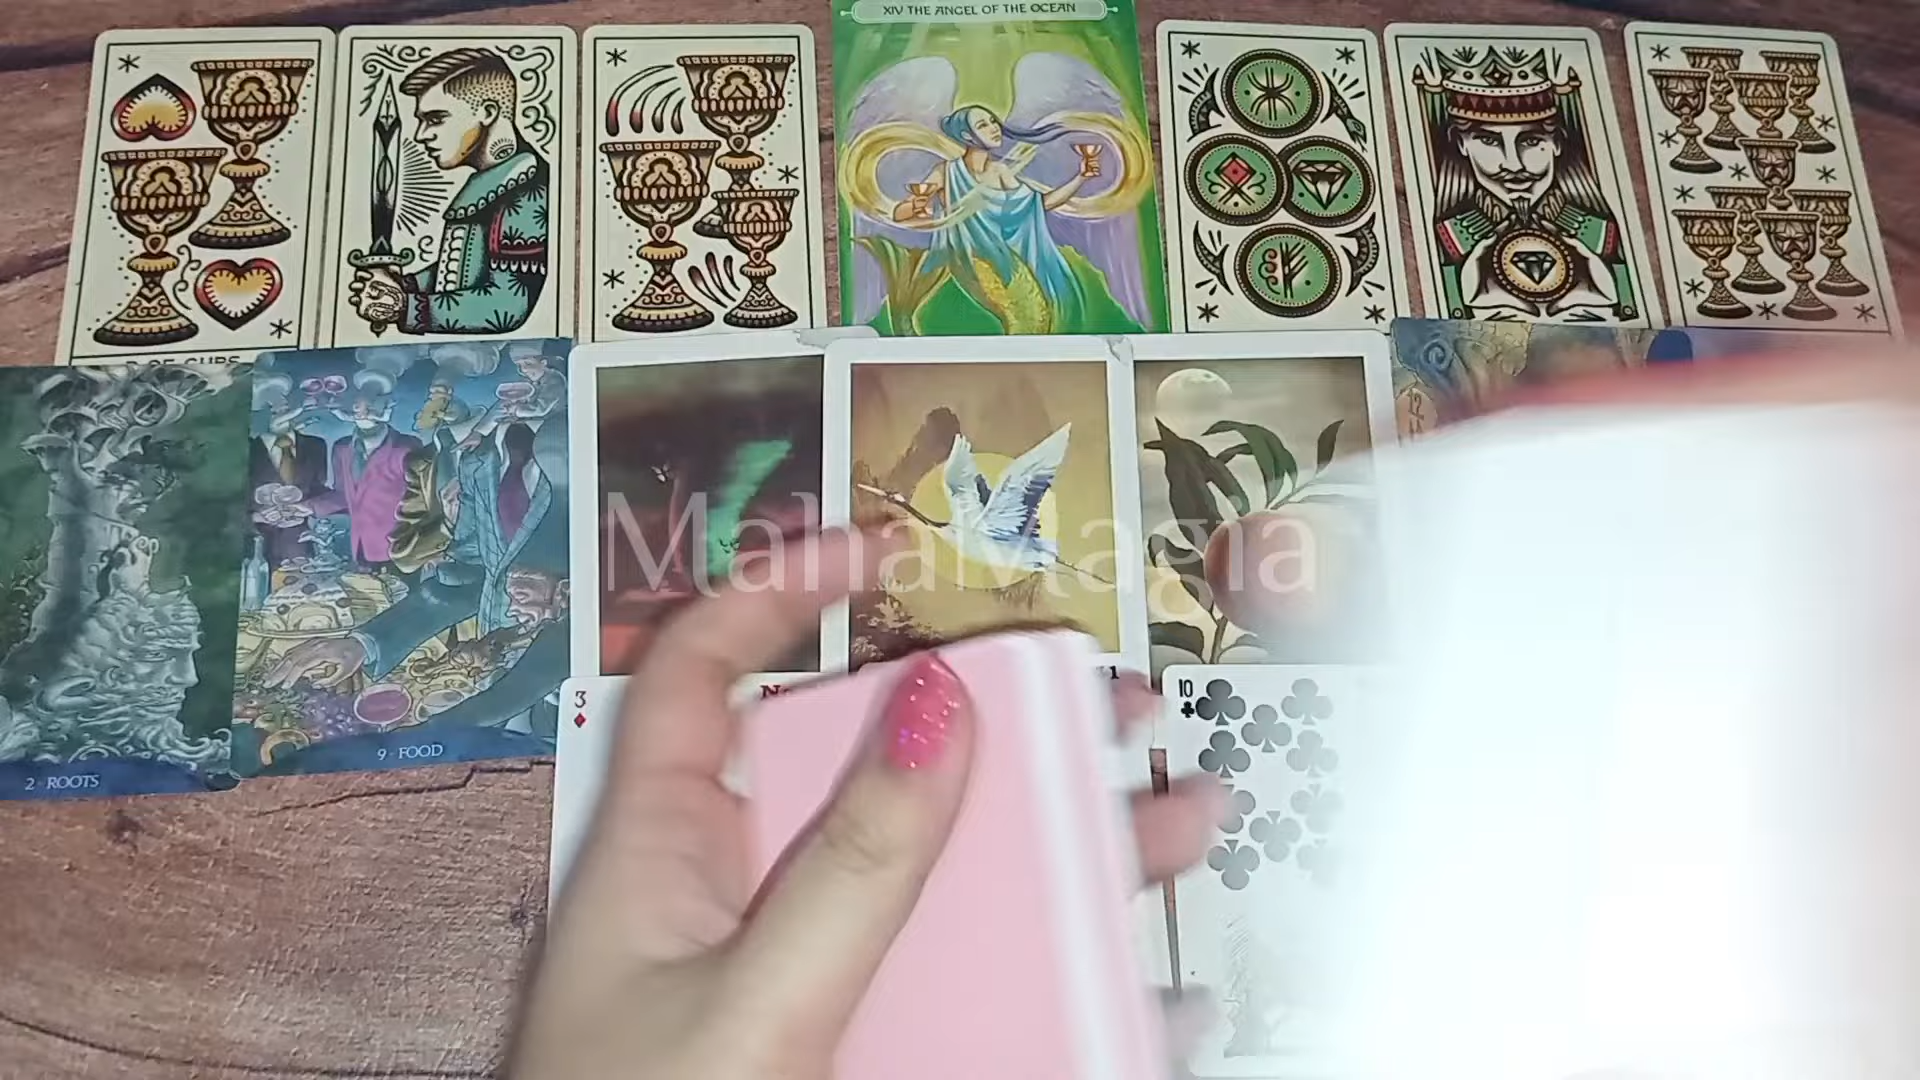 XIV THE ANGEL OF THE OCEAN
MahaMagia
9 - FOOD
2 - ROOTS
3
10